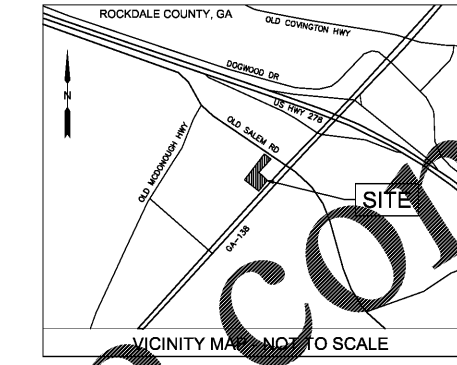 ROCKDALE COUNTY, GA
OLD COVINGTON HWY
DOGWOOD DR
US HWY 278
N
OLD SALEM RD
OLD MCDONOUGH HWY
SITE
GA-138
VICINITY MAP - NOT TO SCALE